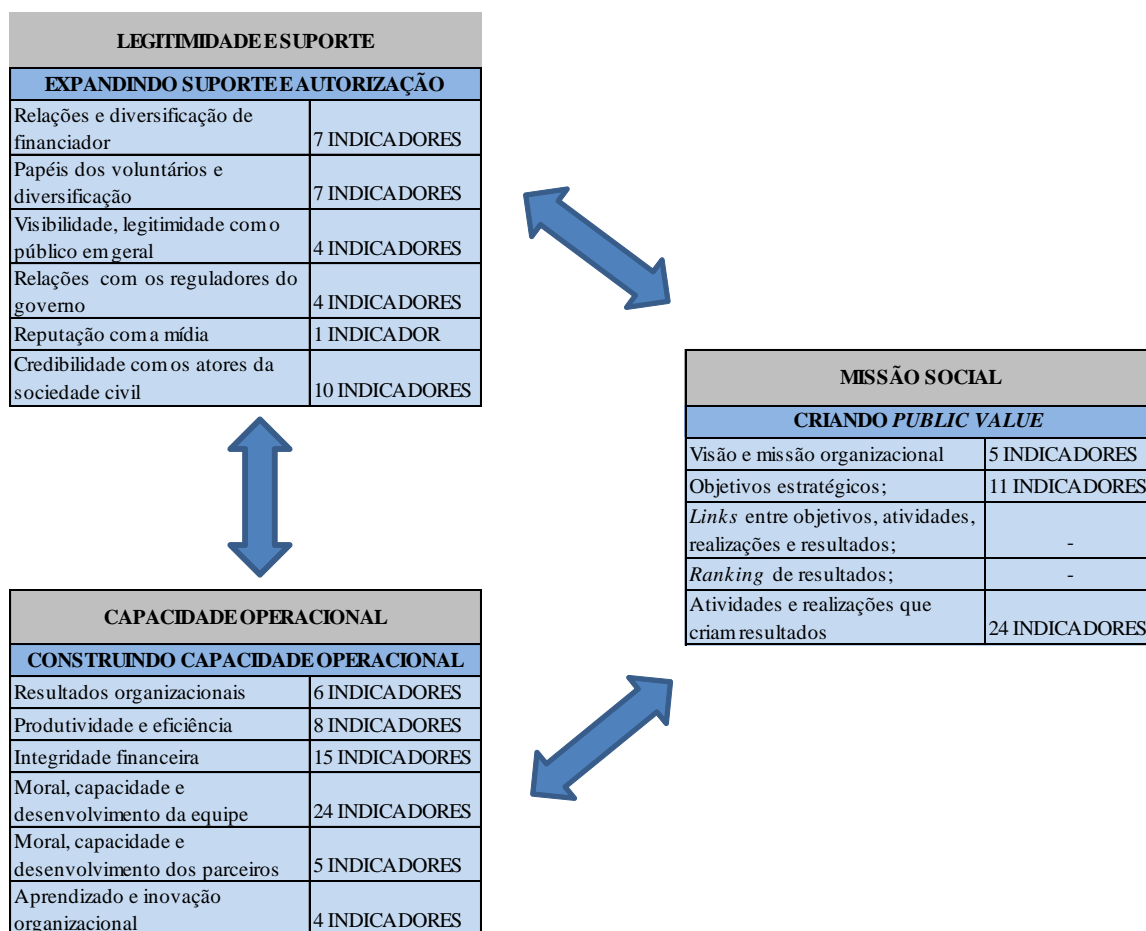 LEGITIMIDADE E SUPORTE
EXPANDINDO SUPORTE E AUTORIZAÇÃO
Relações e diversificação de
financiador 7 INDICADORES
Papéis dos voluntários e
diversificação 7 INDICADORES
Visibilidade, legitimidade com o
público em geral 4 INDICADORES
Relações com os reguladores do
governo 4 INDICADORES
Reputação com a mídia 1 INDICADOR
Credibilidade com os atores da
sociedade civil 10 INDICADORES
MISSÃO SOCIAL
CRIANDO PUBLIC VALUE
Visão e missão organizacional 5 INDICADORES
Objetivos estratégicos; 11 INDICADORES
Links entre objetivos, atividades,
realizações e resultados; -
Ranking de resultados; -
Atividades e realizações que
criam resultados 24 INDICADORES
CAPACIDADE OPERACIONAL
CONSTRUINDO CAPACIDADE OPERACIONAL
Resultados organizacionais 6 INDICADORES
Produtividade e eficiência 8 INDICADORES
Integridade financeira 15 INDICADORES
Moral, capacidade e
desenvolvimento da equipe 24 INDICADORES
Moral, capacidade e
desenvolvimento dos parceiros 5 INDICADORES
Aprendizado e inovação
organizacional 4 INDICADORES